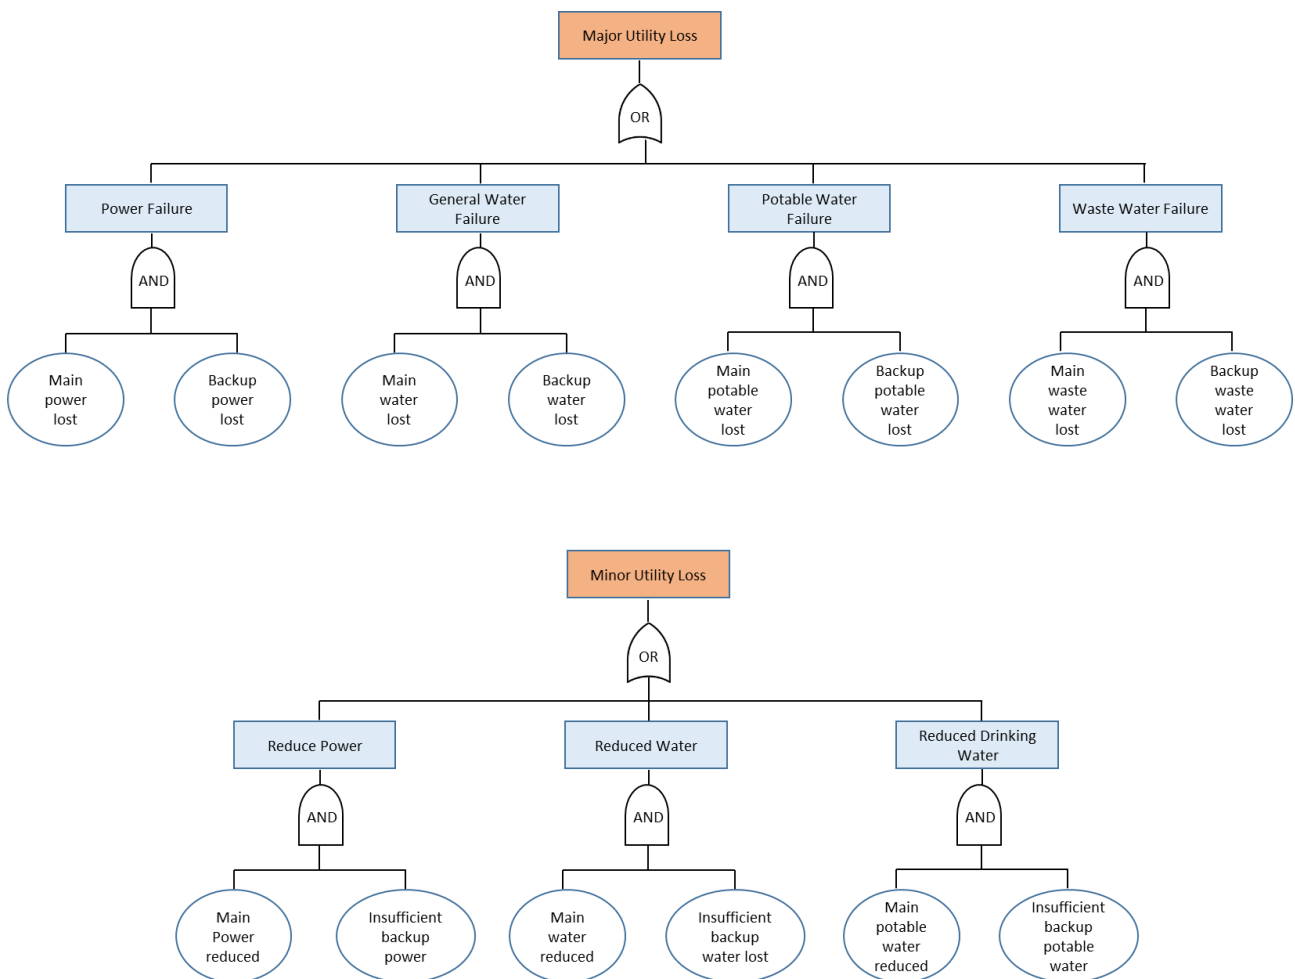 Major Utility Loss
OR
Power Failure
General Water
Failure
Potable Water
Failure
Waste Water Failure
AND
AND
AND
AND
Main
power
lost
Backup
power
lost
Main
water
lost
Backup
water
lost
Main
potable
water
lost
Backup
potable
water
lost
Main
waste
water
lost
Backup
waste
water
lost
Minor Utility Loss
OR
Reduce Power
Reduced Water
Reduced Drinking
Water
AND
AND
AND
Main
Power
reduced
Insufficient
backup
power
Main
water
reduced
Insufficient
backup
water lost
Main
potable
water
reduced
Insufficient
backup
potable
water